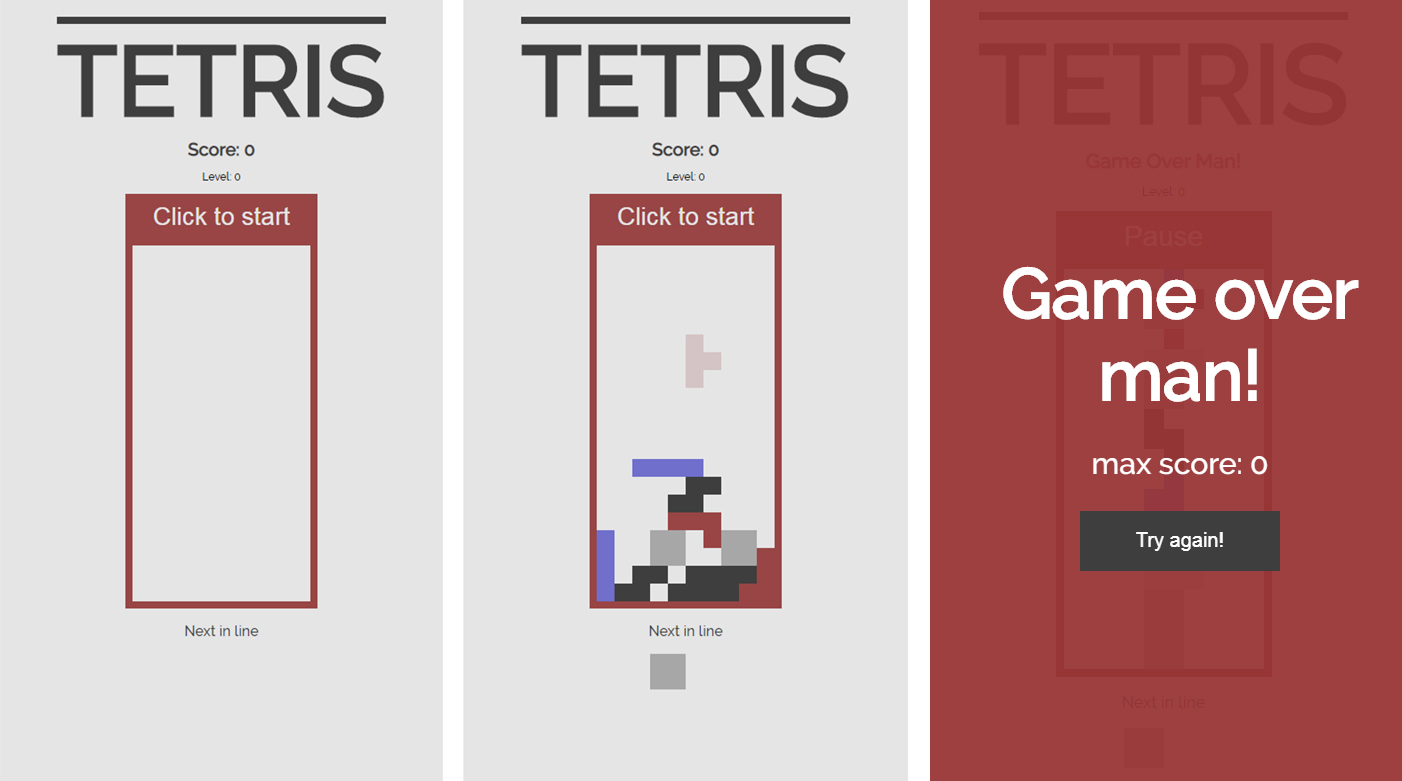 TETRIS
Score: 0
Level: 0
Click to start
Next in line
TETRIS
Score: 0
Level: 0
Click to start
Next in line
TETRIS
Game Over Man!
Level: 0
Pause
Game over
man!
max score: 0
Try again!
Next in line